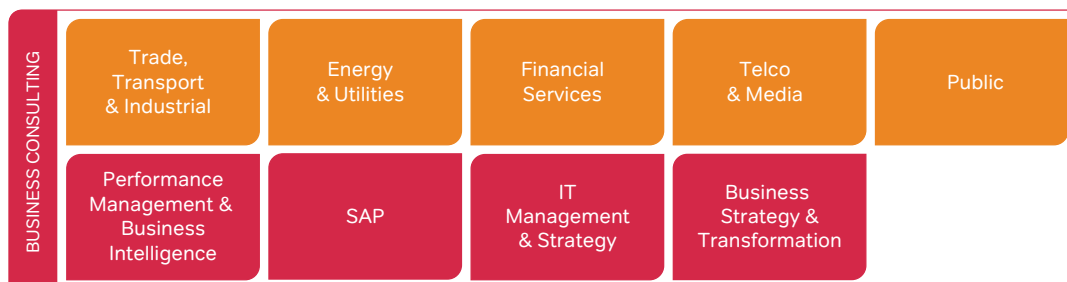 BUSINESS CONSULTING
Trade,
Transport
& Industrial
Energy
& Utilities
Financial
Services
Telco
& Media
Public
Performance
Management &
Business
Intelligence
SAP
IT
Management
& Strategy
Business
Strategy &
Transformation